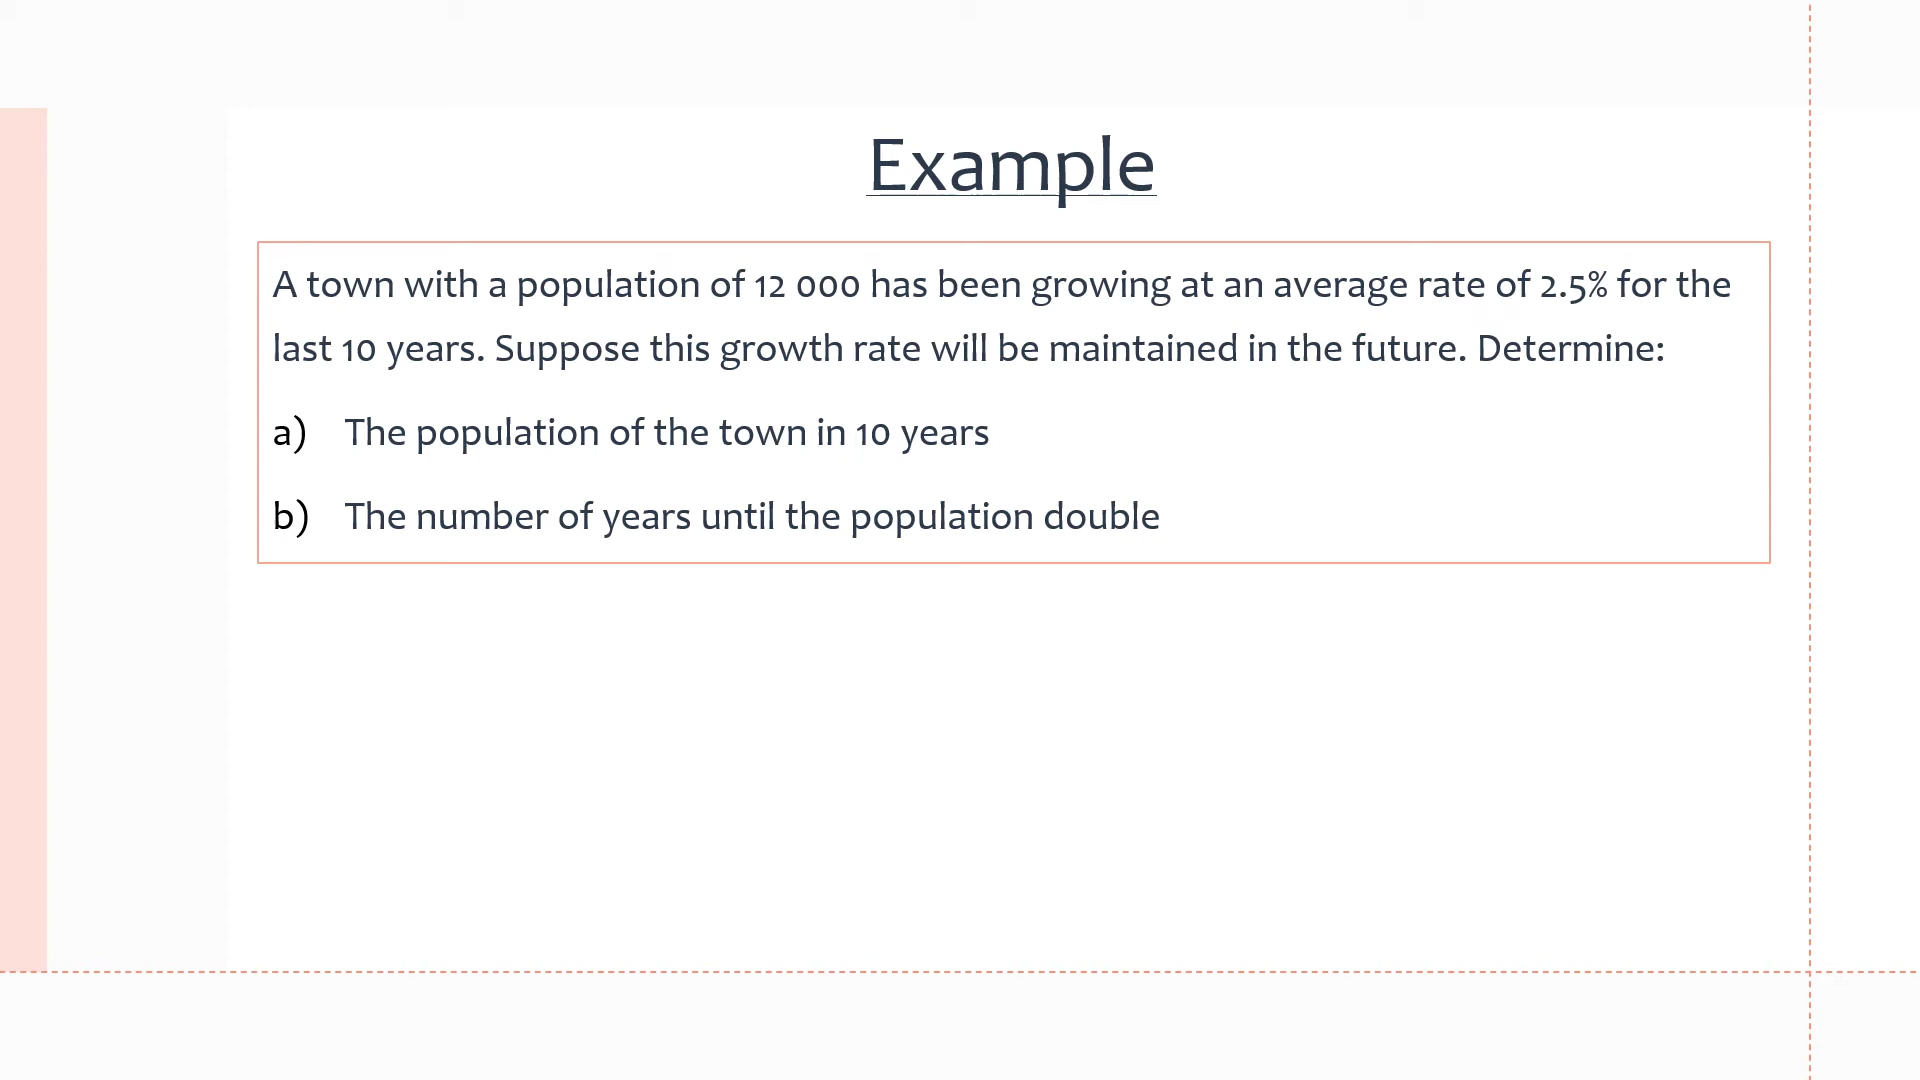 Example
A town with a population of 12 000 has been growing at an average rate of 2.5% for the
last 10 years. Suppose this growth rate will be maintained in the future. Determine:
a) The population of the town in 10 years
b) The number of years until the population double